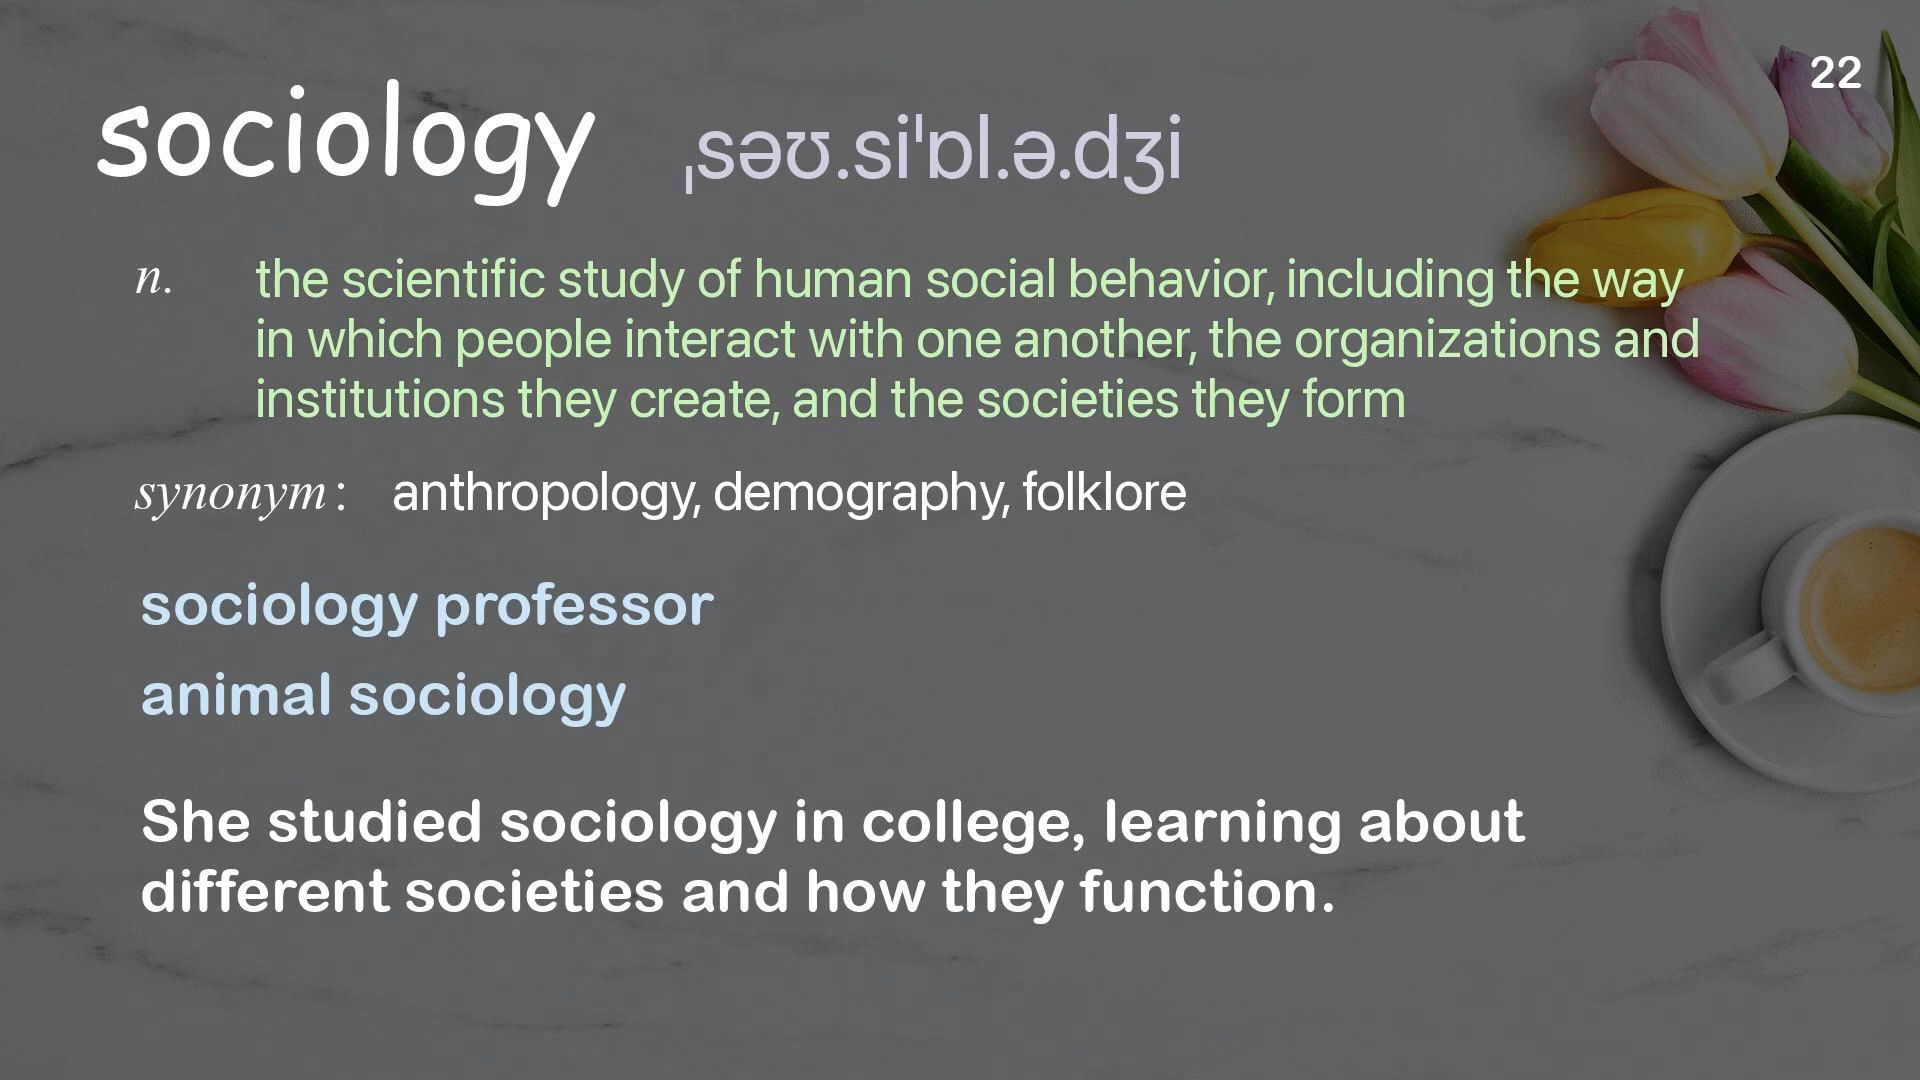 22
sociology ˌsəʊ.siˈɒl.ə.dʒi
n. the scientific study of human social behavior, including the way
in which people interact with one another, the organizations and
institutions they create, and the societies they form
synonym: anthropology, demography, folklore
sociology professor
animal sociology
She studied sociology in college, learning about
different societies and how they function.